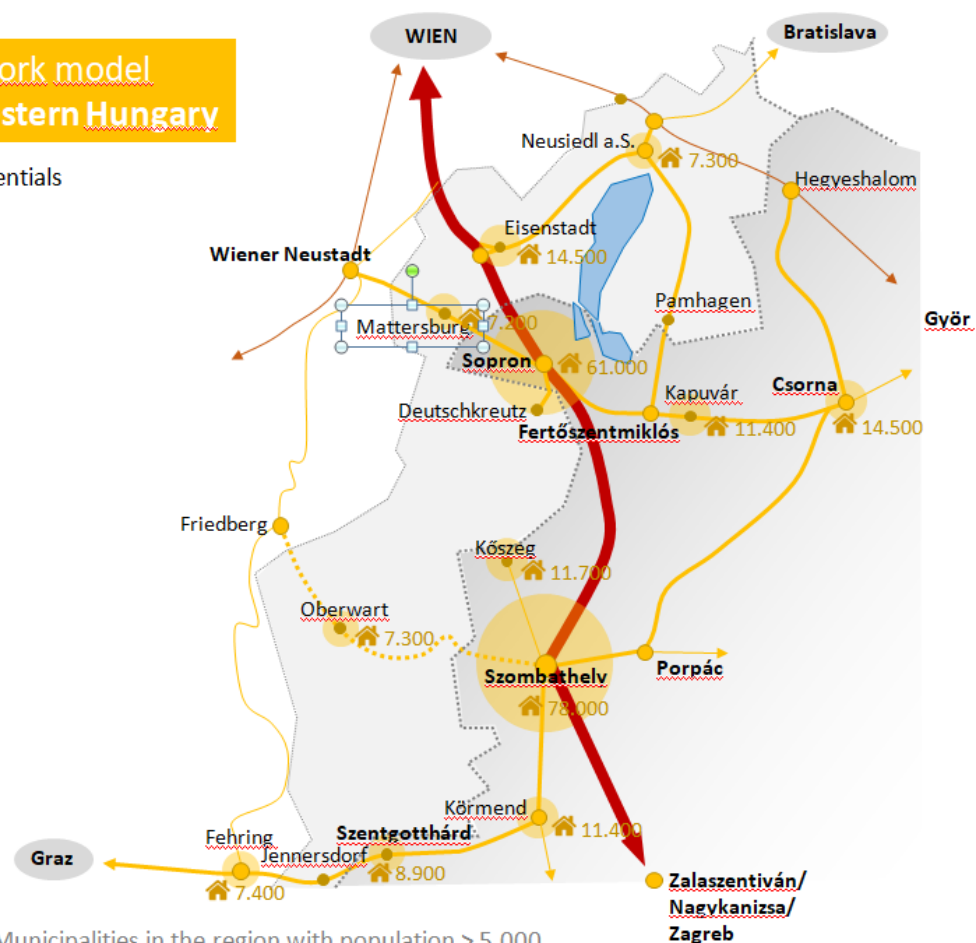 WIEN
Bratislava
ork model
stern Hungary
entials
Neusiedl a.S.
7.300
Hegyeshalom
Eisenstadt
14.500
Wiener Neustadt
Pamhagen
Mattersburg
7.200
Györ
Sopron
61.000
Kapuvár
Csorna
Deutschkreutz
Fertőszentmiklós
11.400
14.500
Friedberg
Kőszeg
11.700
Oberwart
7.300
Szombathely
Porpác
78.000
Körmend
11.400
Fehring
Szentgotthárd
Graz
Jennersdorf
8.900
7.400
Zalaszentiván/
Nagykanizsa/
Zagreb
Municipalities in the region with population > 5.000